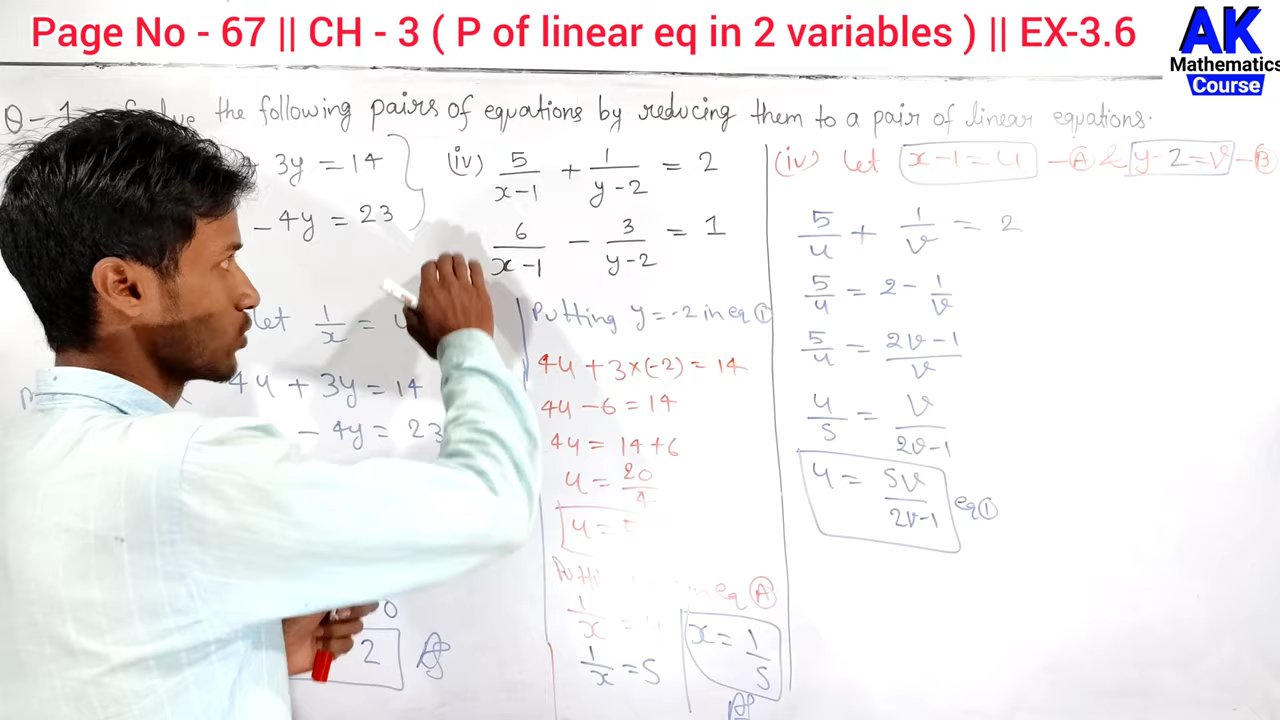 Page No - 67 || CH - 3 ( P of linear eq in 2 variables ) || EX-3.6
AK
Mathematics
Course
Q-1 the following pairs of equations by reducing them to a pair of linear equations.
3y = 14
- 4y = 23
let 1/x = u
4u + 3y = 14
- 4y = 23
2
(iv) 5/(x-1) + 1/(y-2) = 2
6/(x-1) - 3/(y-2) = 1
Putting y = -2 in eq ①
4u + 3×(-2) = 14
4u - 6 = 14
4u = 14 + 6
u = 20/4
u =
in eq Ⓐ
1/x =
1/x = 5
x = 1/5
(iv) let x-1 = u -Ⓐ & y-2 = v -Ⓑ
5/u + 1/v = 2
5/u = 2 - 1/v
5/u = (2v-1)/v
u/5 = v/(2v-1)
u = 5v/(2v-1) eq ①